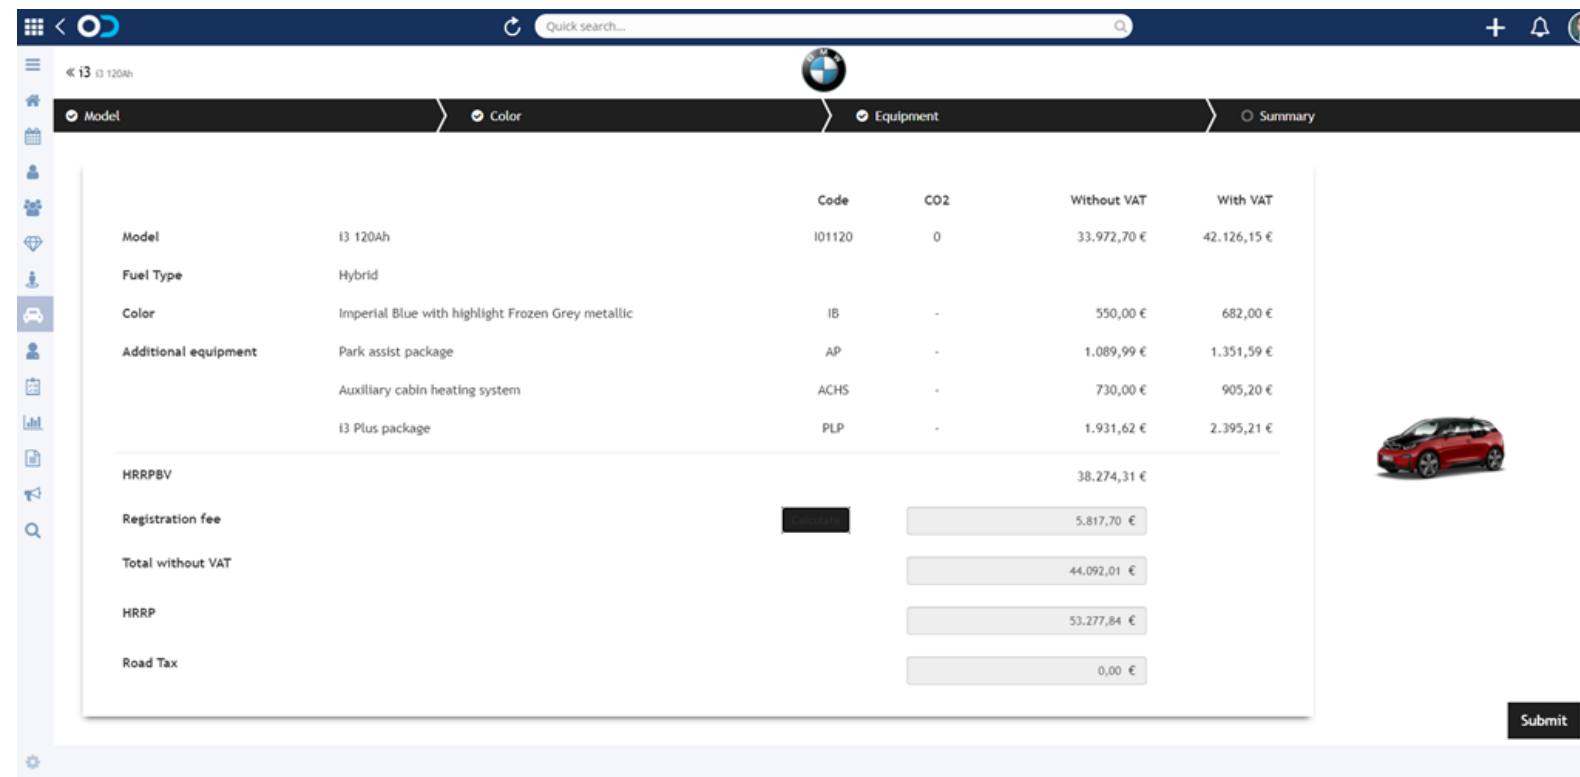 Quick search...
« i3 i3 120Ah
Model
Color
Equipment
Summary
Code CO2 Without VAT With VAT
Model i3 120Ah I01120 0 33.972,70 € 42.126,15 €
Fuel Type Hybrid
Color Imperial Blue with highlight Frozen Grey metallic IB - 550,00 € 682,00 €
Additional equipment Park assist package AP - 1.089,99 € 1.351,59 €
Auxiliary cabin heating system ACHS - 730,00 € 905,20 €
i3 Plus package PLP - 1.931,62 € 2.395,21 €
HRRPBV 38.274,31 €
Registration fee Calculate 5.817,70 €
Total without VAT 44.092,01 €
HRRP 53.277,84 €
Road Tax 0,00 €
Submit